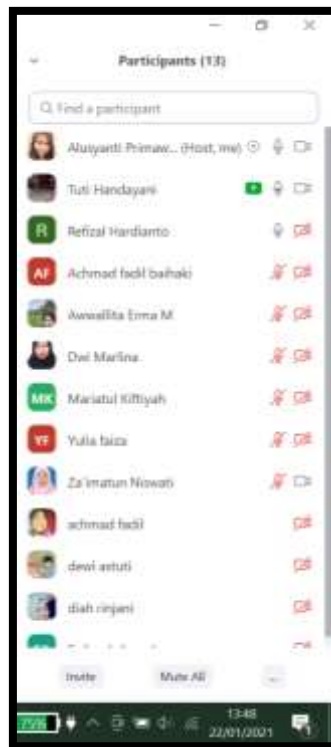 Participants (13)
Find a participant
Alusyanti Primaw... (Host, me)
Tuti Handayani
R Refizal Hardianto
AF Achmad fadil baihaki
Awwallita Erma M
Dwi Marlina
MK Mariatul Kiftiyah
YF Yulia faiza
Za'imatun Niswati
achmad fadil
dewi astuti
diah rinjani
Invite Mute All ...
75% 13:48
22/01/2021